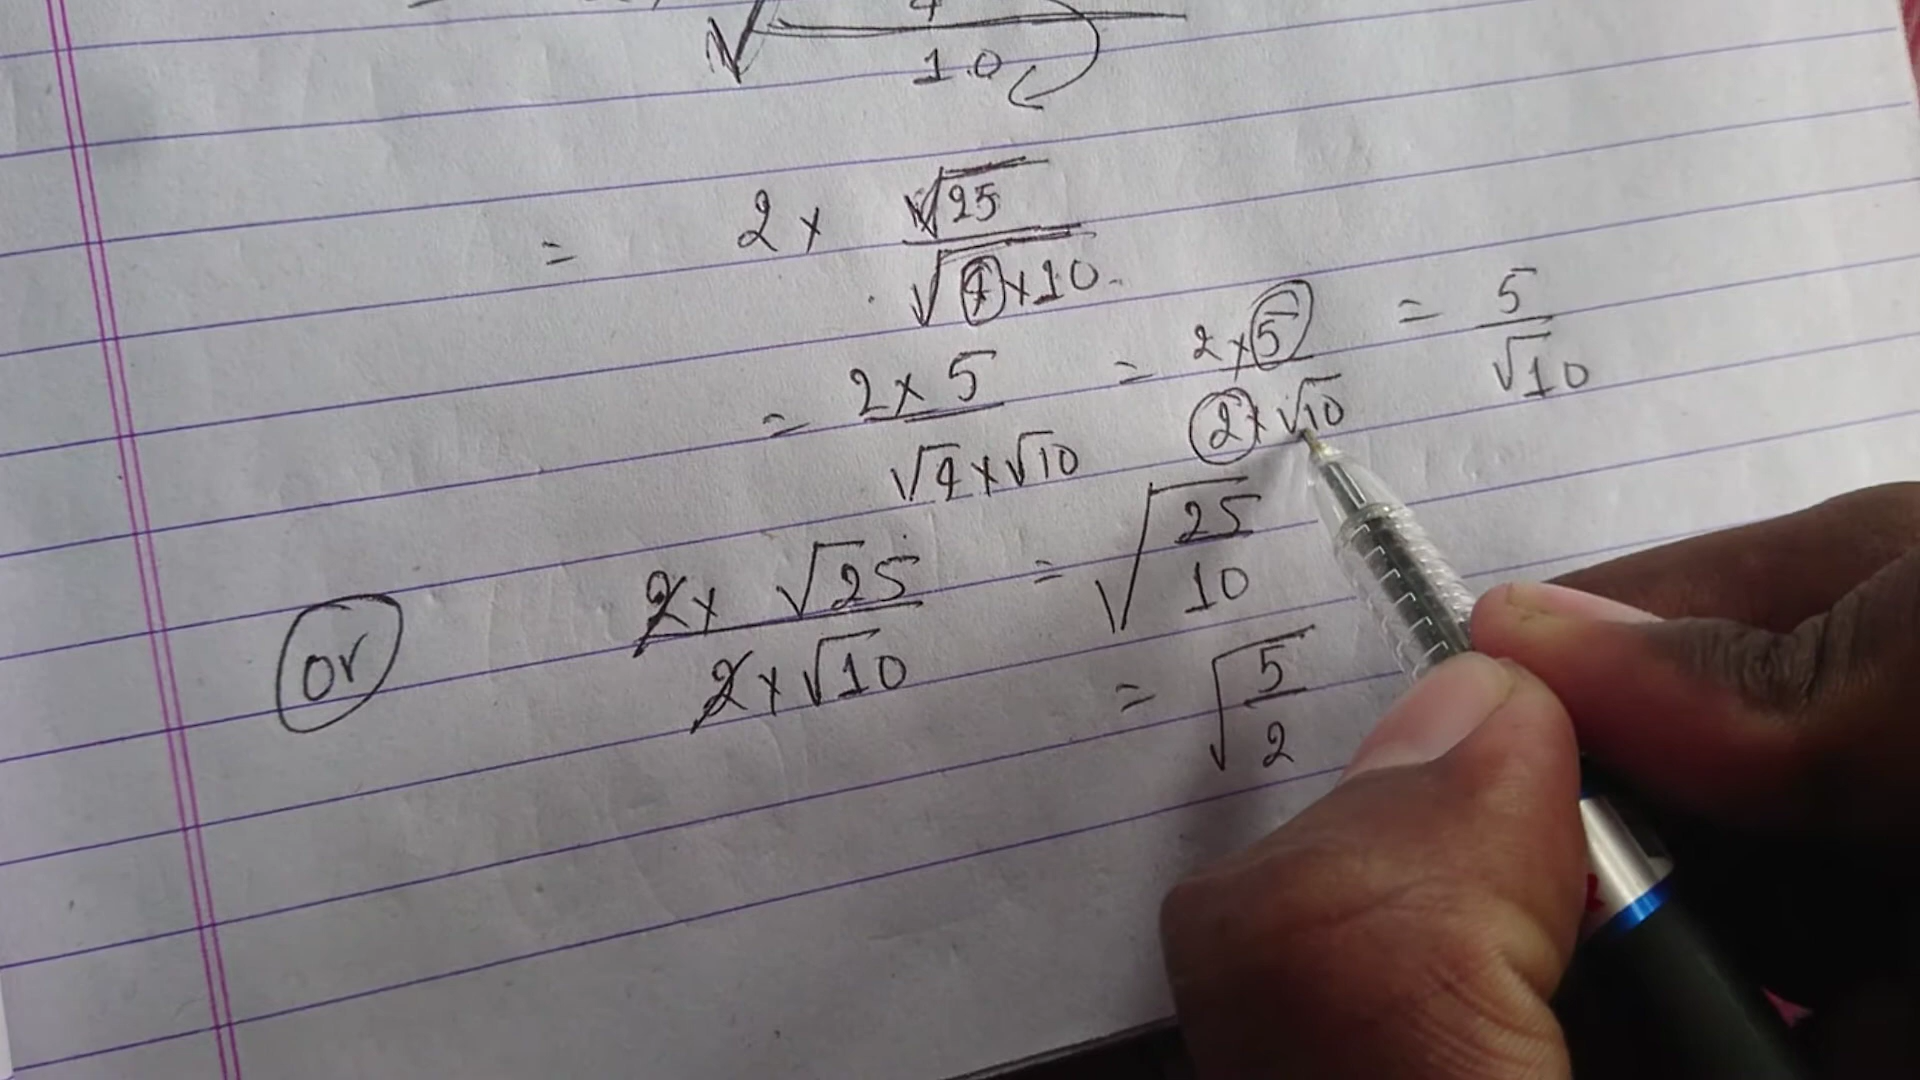 √ 4 / 10
= 2 × √25 / √4×10
= 2 × 5 / √4 × √10 = 2 × 5 / 2 × √10 = 5 / √10
or 2 × √25 / 2 × √10 = √25/10
= √5/2